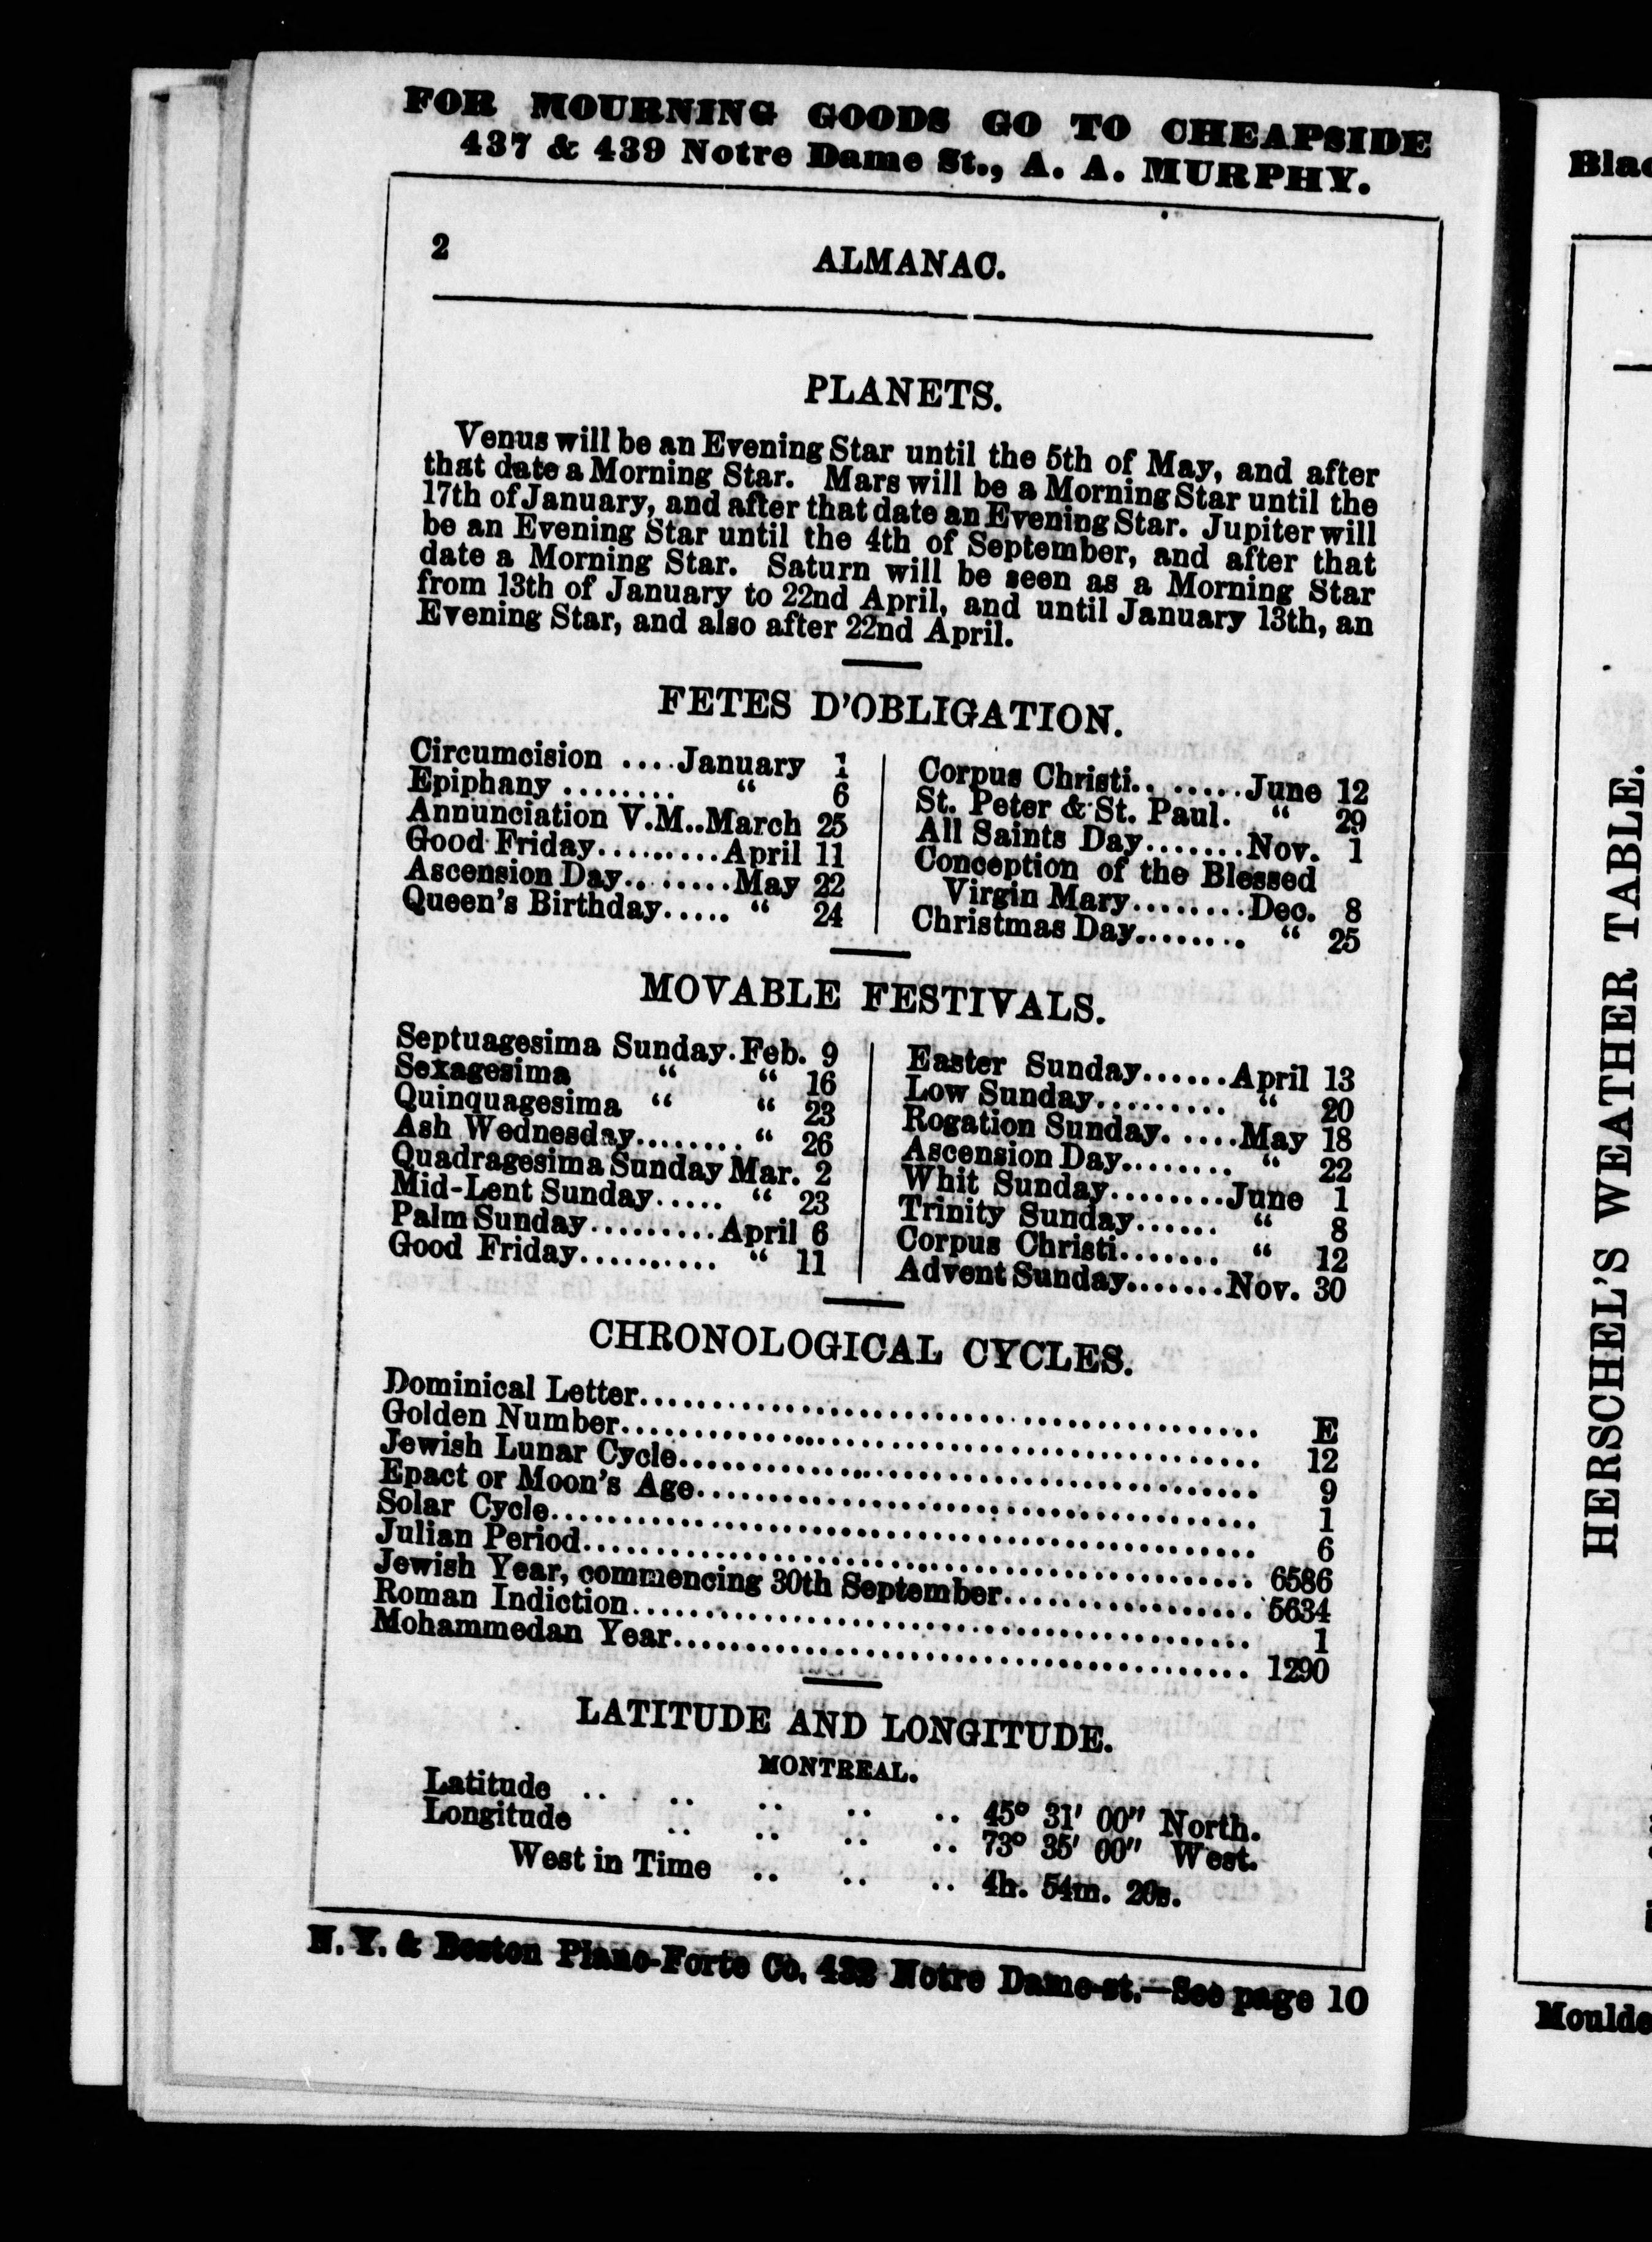 FOR MOURNING GOODS GO TO CHEAPSIDE
437 & 439 Notre Dame St., A. A. MURPHY.
2
ALMANAC.
PLANETS.
Venus will be an Evening Star until the 5th of May, and after
that date a Morning Star. Mars will be a Morning Star until the
17th of January, and after that date an Evening Star. Jupiter will
be an Evening Star until the 4th of September, and after that
date a Morning Star. Saturn will be seen as a Morning Star
from 13th of January to 22nd April, and until January 13th, an
Evening Star, and also after 22nd April.
FETES D'OBLIGATION.
Circumcision ....January 1
Epiphany ........ " 6
Annunciation V.M..March 25
Good Friday.........April 11
Ascension Day........May 22
Queen's Birthday..... " 24
Corpus Christi........June 12
St. Peter & St. Paul. " 29
All Saints Day.......Nov. 1
Conception of the Blessed
Virgin Mary........Dec. 8
Christmas Day........ " 25
MOVABLE FESTIVALS.
Septuagesima Sunday.Feb. 9
Sexagesima " " 16
Quinquagesima " " 23
Ash Wednesday........ " 26
Quadragesima Sunday Mar. 2
Mid-Lent Sunday..... " 23
Palm Sunday..........April 6
Good Friday.......... " 11
Easter Sunday......April 13
Low Sunday......... " 20
Rogation Sunday.....May 18
Ascension Day........ " 22
Whit Sunday........June 1
Trinity Sunday...... " 8
Corpus Christi....... " 12
Advent Sunday.......Nov. 30
CHRONOLOGICAL CYCLES.
Dominical Letter.......................................... E
Golden Number.......................................... 12
Jewish Lunar Cycle....................................... 9
Epact or Moon's Age...................................... 1
Solar Cycle................................................ 6
Julian Period............................................. 6586
Jewish Year, commencing 30th September................. 5634
Roman Indiction.......................................... 1
Mohammedan Year....................................... 1290
LATITUDE AND LONGITUDE.
MONTREAL.
Latitude .. .. .. .. .. 45° 31' 00" North.
Longitude .. .. .. .. 73° 35' 00" West.
West in Time .. .. .. 4h. 54m. 20s.
N. Y. & Boston Piano-Forte Co. 432 Notre Dame-st.—See page 10
HERSCHEL'S WEATHER TABLE.